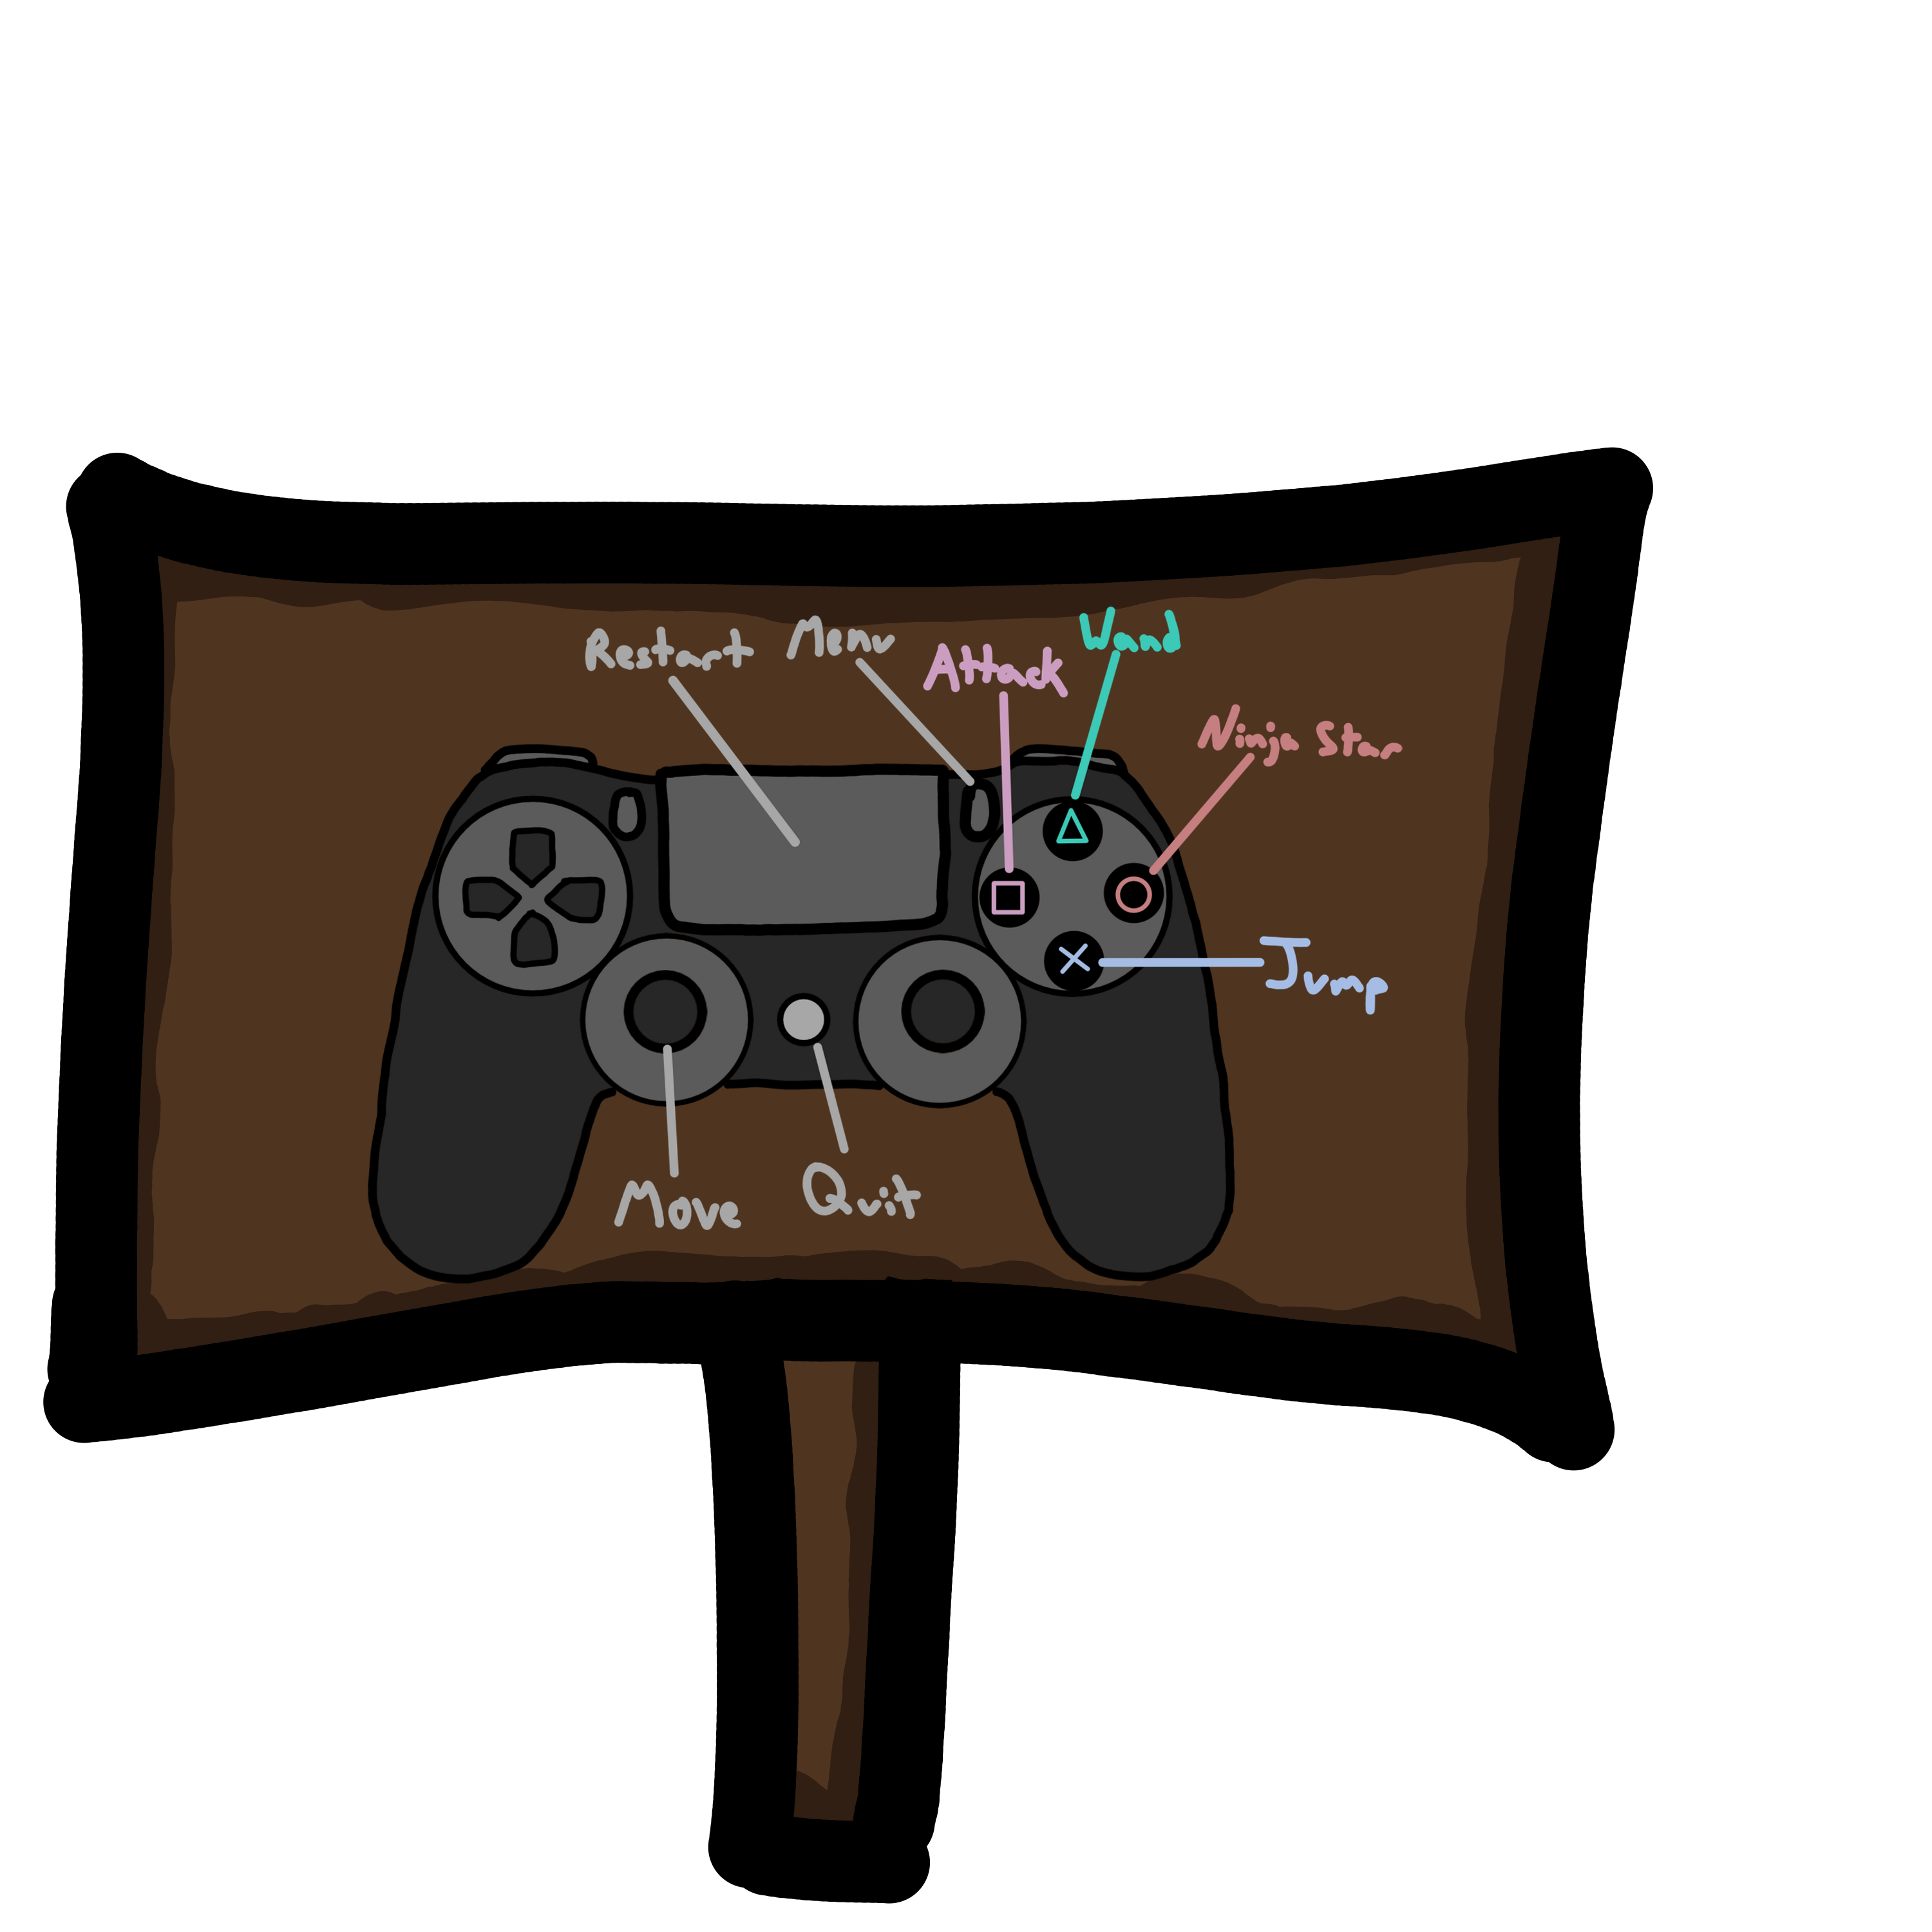 Restart
Menu
Attack
Wand
Ninja Star
Jump
Move
Quit